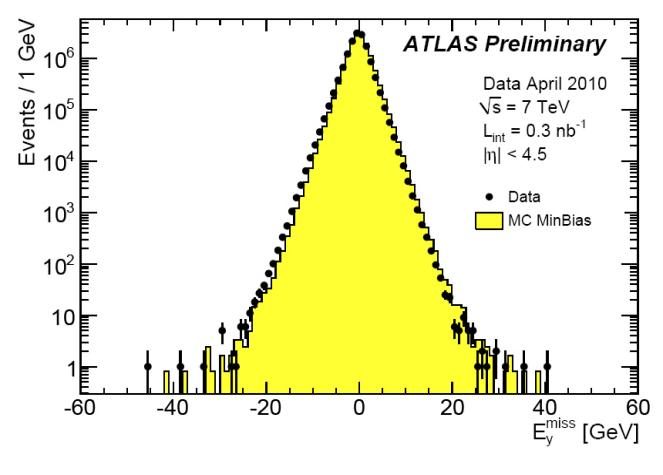 Events / 1 GeV
10⁶
10⁵
10⁴
10³
10²
10
1
ATLAS Preliminary
Data April 2010
√s = 7 TeV
L_int = 0.3 nb⁻¹
|η| < 4.5
Data
MC MinBias
-60 -40 -20 0 20 40 60
E_y^miss [GeV]